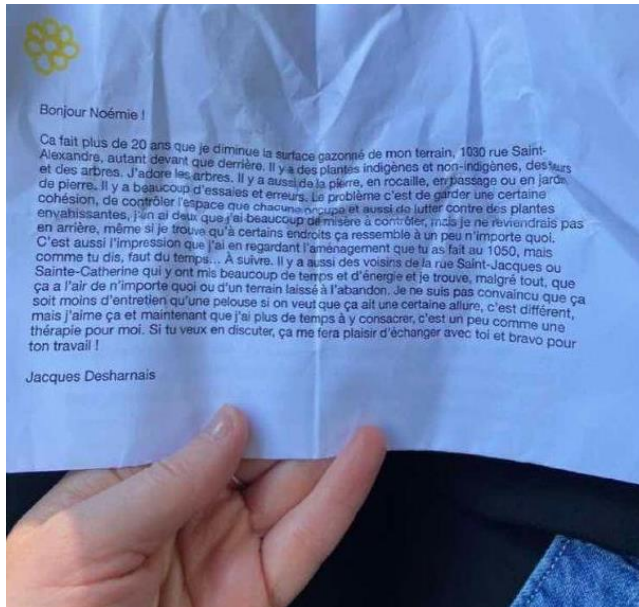 Bonjour Noémie !
Ca fait plus de 20 ans que je diminue la surface gazonné de mon terrain, 1030 rue Saint-
Alexandre, autant devant que derrière. Il y a des plantes indigènes et non-indigènes, des
et des arbres. J'adore les arbres. Il y a aussi de la pierre, en rocaille, en passage ou en jardin
de pierre. Il y a beaucoup d'essaies et erreurs. Le problème c'est de garder une certaine
cohésion, de contrôler l'espace que chacune occupe et aussi de lutter contre des plantes
envahissantes, j'en ai deux que j'ai beaucoup de misère à contrôler, mais je ne reviendrais pas
en arrière, même si je trouve qu'à certains endroits ça ressemble à un peu n'importe quoi.
C'est aussi l'impression que j'ai en regardant l'aménagement que tu as fait au 1050, mais
comme tu dis, faut du temps... À suivre. Il y a aussi des voisins de la rue Saint-Jacques ou
Sainte-Catherine qui y ont mis beaucoup de temps et d'énergie et je trouve, malgré tout, que
ça a l'air de n'importe quoi ou d'un terrain laissé à l'abandon. Je ne suis pas convaincu que ça
soit moins d'entretien qu'une pelouse si on veut que ça ait une certaine allure, c'est différent,
mais j'aime ça et maintenant que j'ai plus de temps à y consacrer, c'est un peu comme une
thérapie pour moi. Si tu veux en discuter, ça me fera plaisir d'échanger avec toi et bravo pour
ton travail !
Jacques Desharnais